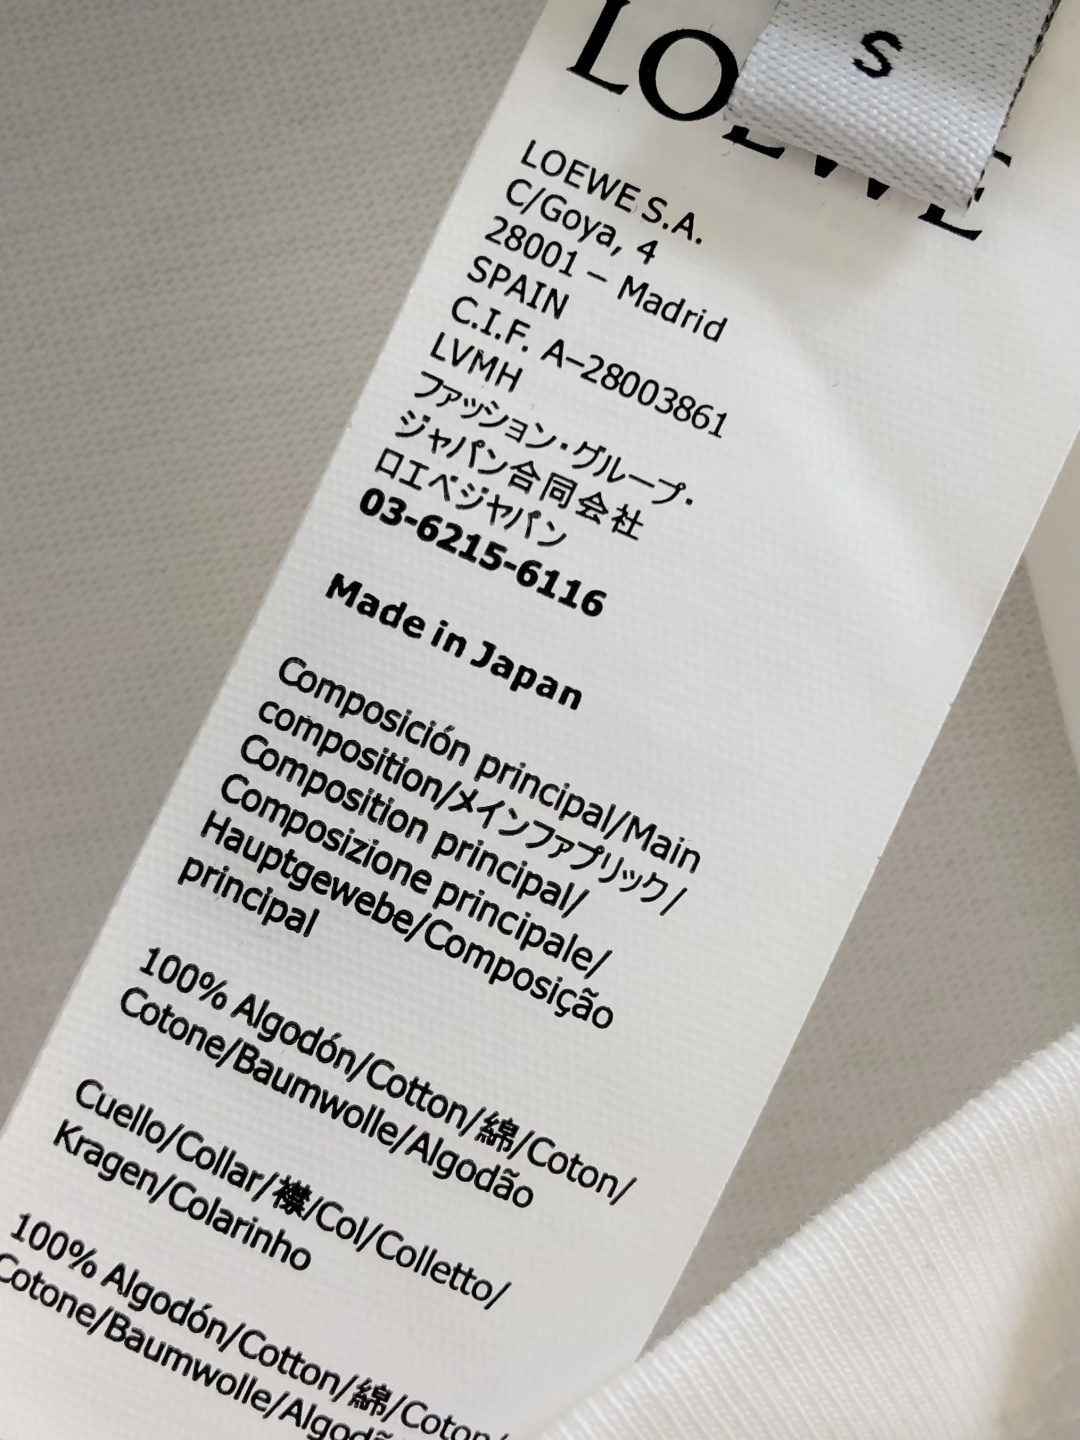 S
LOEWE
LOEWE S.A.
C/Goya, 4
28001 – Madrid
SPAIN
C.I.F. A–28003861
LVMH
ファッション・グループ・
ジャパン合同会社
ロエベジャパン
03-6215-6116
Made in Japan
Composición principal/Main
composition/メインファブリック/
Composition principal/
Composizione principale/
Hauptgewebe/Composição
principal
100% Algodón/Cotton/綿/Coton/
Cotone/Baumwolle/Algodão
Cuello/Collar/襟/Col/Colletto/
Kragen/Colarinho
100% Algodón/Cotton/綿/Coton/
Cotone/Baumwolle/Algodão